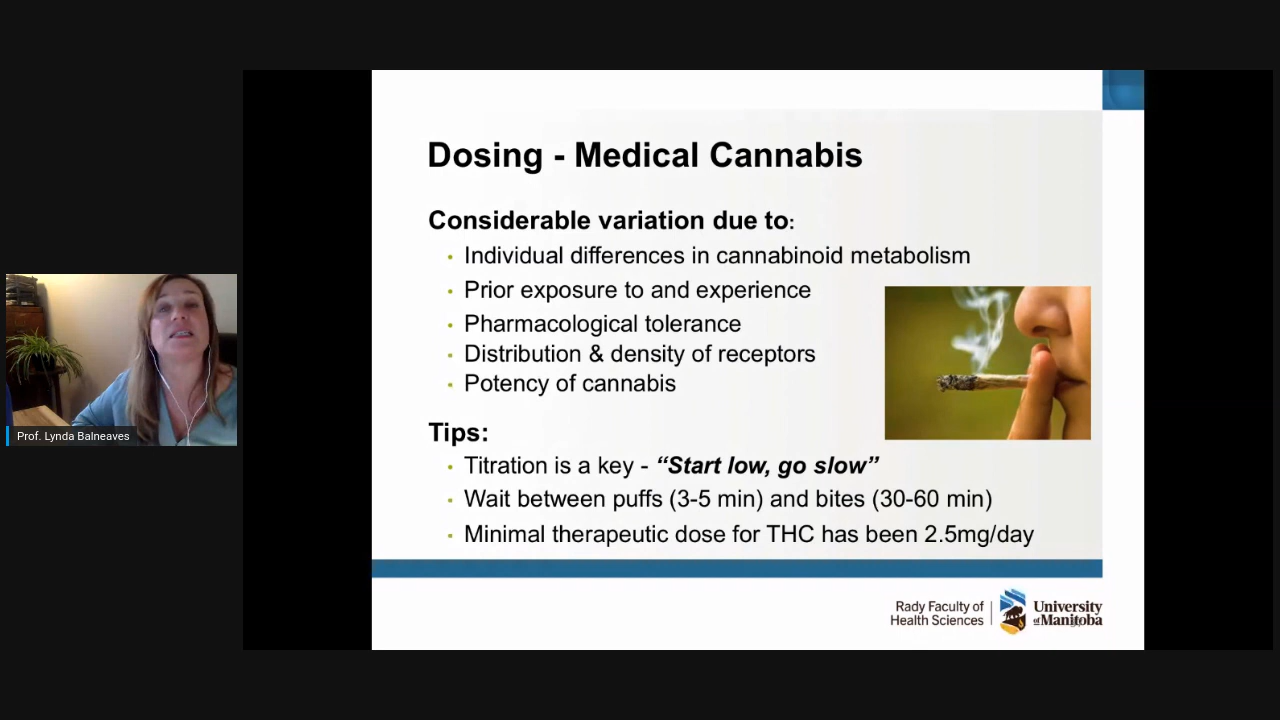 Dosing - Medical Cannabis
Considerable variation due to:
• Individual differences in cannabinoid metabolism
• Prior exposure to and experience
• Pharmacological tolerance
• Distribution & density of receptors
• Potency of cannabis
Tips:
• Titration is a key - “Start low, go slow”
• Wait between puffs (3-5 min) and bites (30-60 min)
• Minimal therapeutic dose for THC has been 2.5mg/day
Prof. Lynda Balneaves
Rady Faculty of
Health Sciences
University
of Manitoba